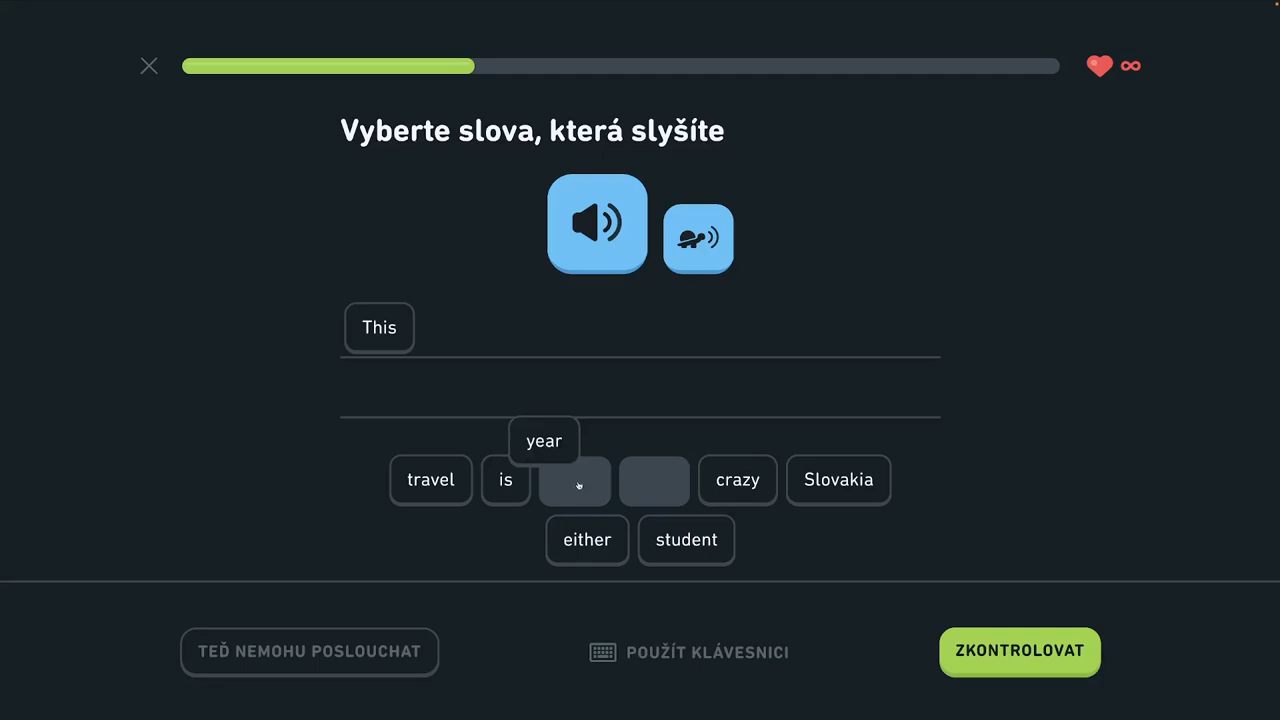 Vyberte slova, která slyšíte
This
year
travel is crazy Slovakia
either student
TEĎ NEMOHU POSLOUCHAT POUŽÍT KLÁVESNICI ZKONTROLOVAT